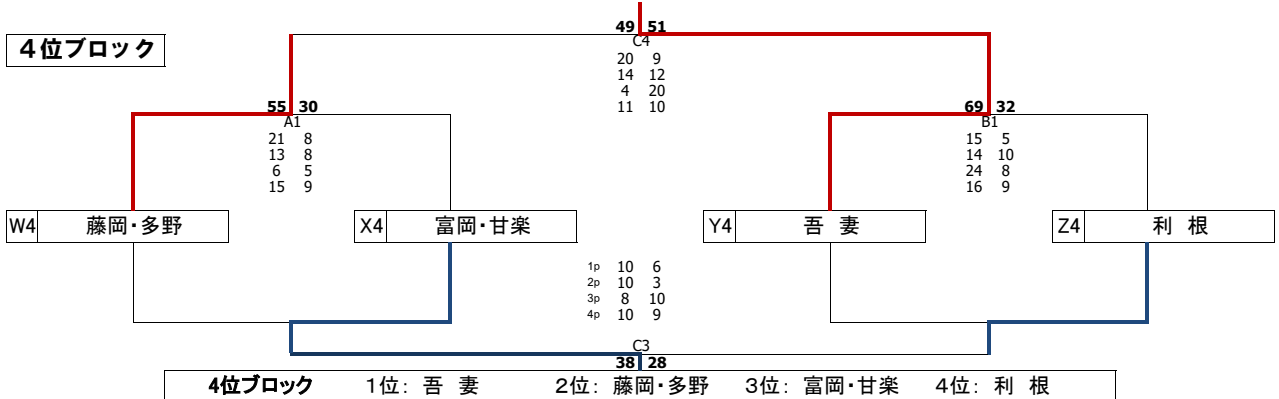 49 51
C4
4位ブロック
20 9
14 12
4 20
11 10
55 30
A1
21 8
13 8
6 5
15 9
69 32
B1
15 5
14 10
24 8
16 9
W4 藤岡・多野
X4 富岡・甘楽
Y4 吾 妻
Z4 利 根
1p 10 6
2p 10 3
3p 8 10
4p 10 9
C3
38 28
4位ブロック 1位: 吾 妻 2位: 藤岡・多野 3位: 富岡・甘楽 4位: 利 根